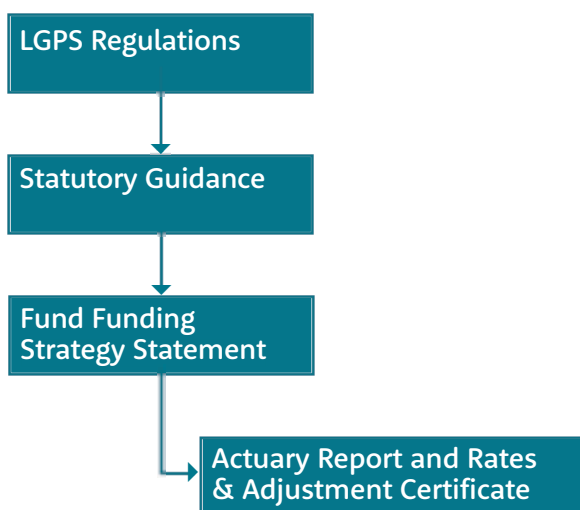 LGPS Regulations
Statutory Guidance
Fund Funding
Strategy Statement
Actuary Report and Rates
& Adjustment Certificate